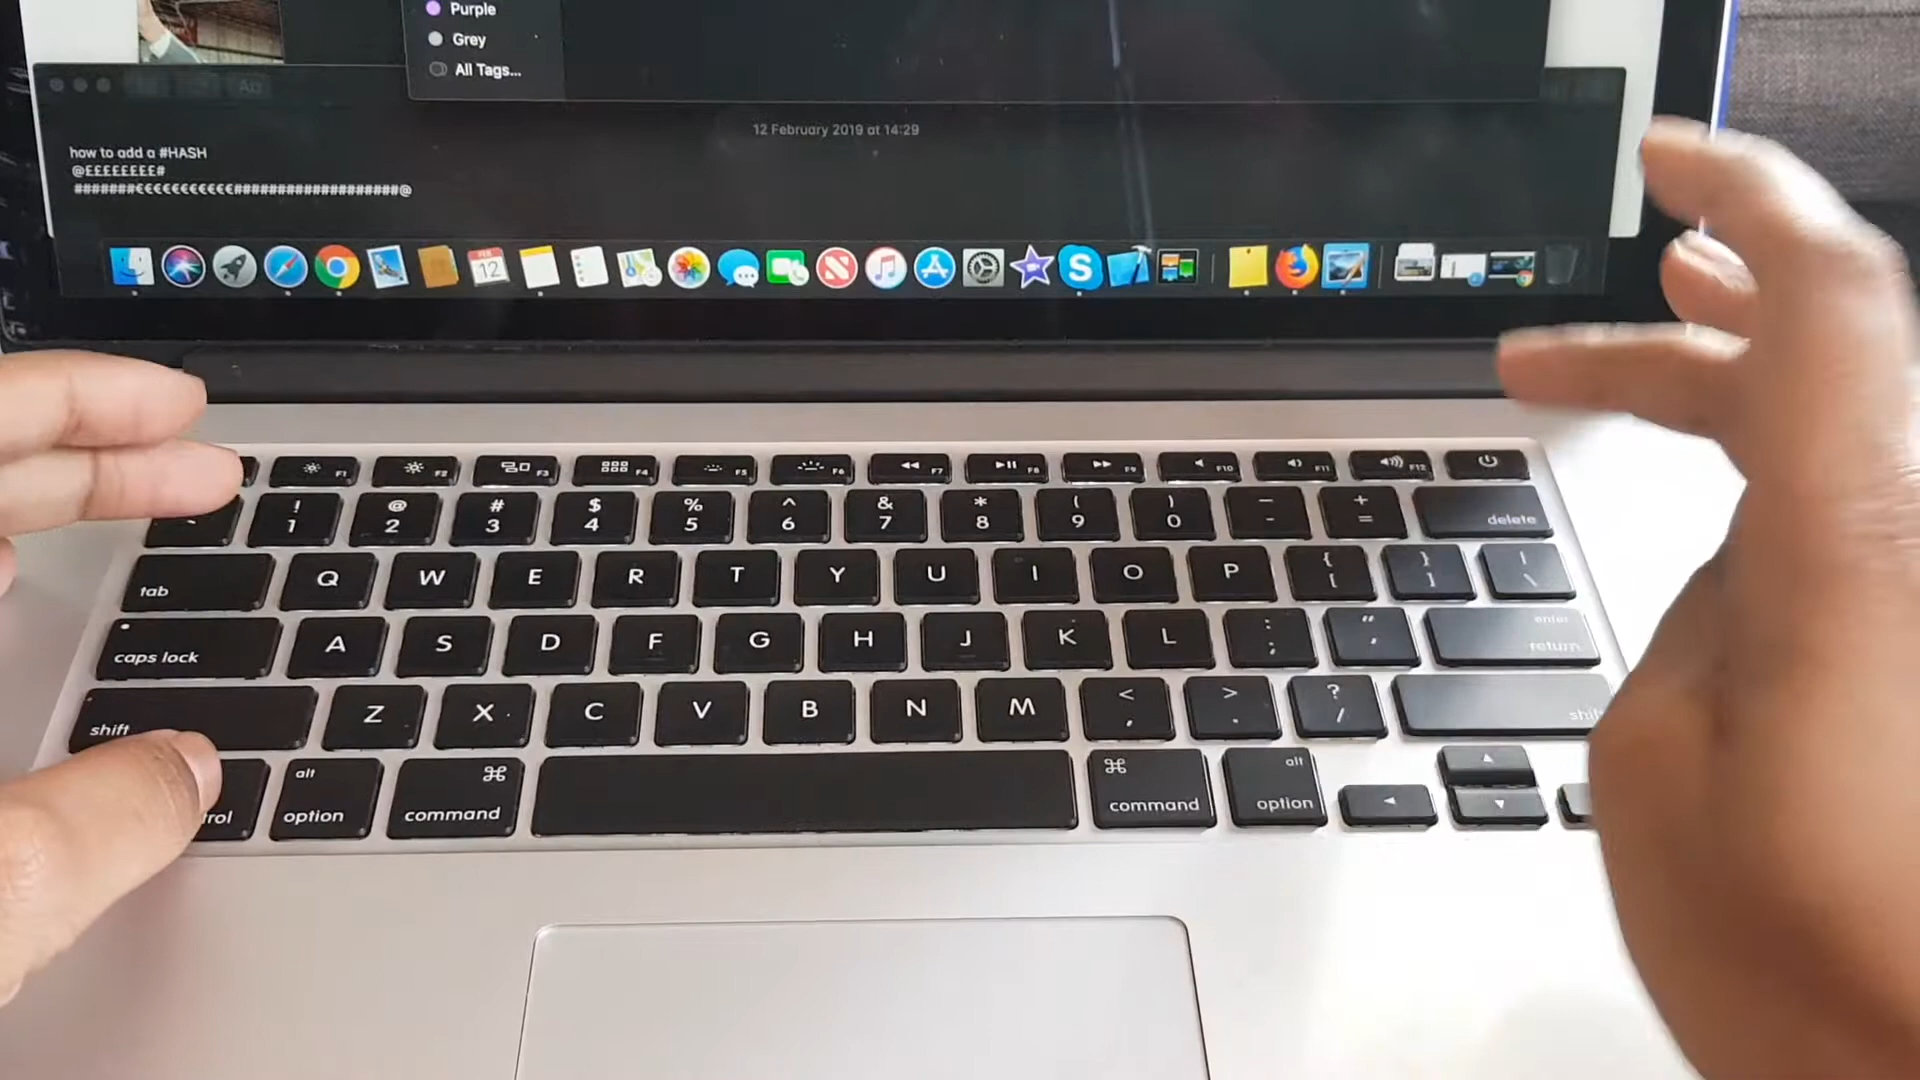 Purple
Grey
All Tags...
12 February 2019 at 14:29
how to add a #HASH
@££££££££#
#######€€€€€€€€€€€€###################@
FEB
12
F1 F2 F3 F4 F5 F6 F7 F8 F9 F10 F11 F12
! @ # $ % ^ & * ( ) _ +
1 2 3 4 5 6 7 8 9 0 - = delete
tab Q W E R T Y U I O P { [ } ] | \
caps lock A S D F G H J K L : ; " ' enter return
shift Z X C V B N M < , > . ? / shift
alt option ⌘ command ⌘ command alt option